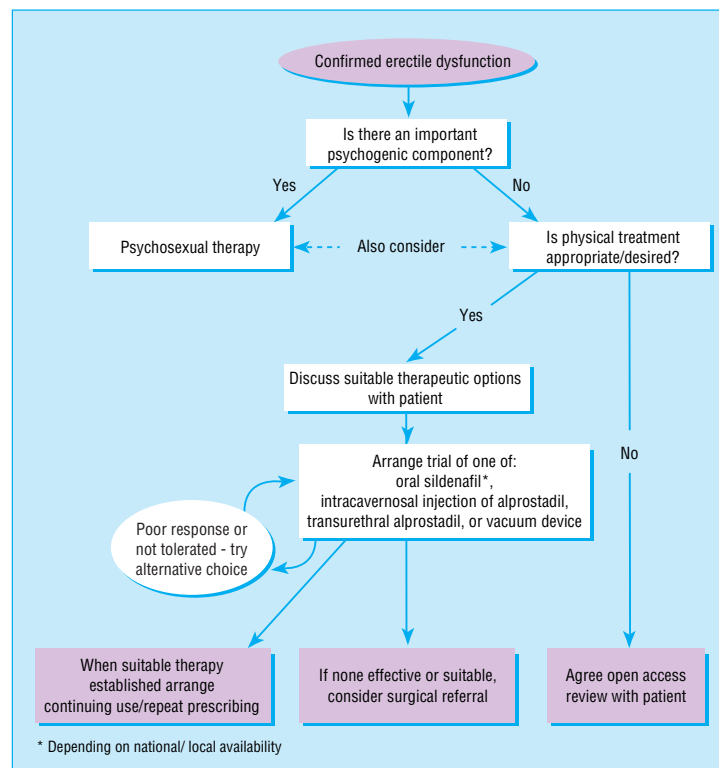 Confirmed erectile dysfunction
Is there an important
psychogenic component?
Yes
No
Psychosexual therapy
Also consider
Is physical treatment
appropriate/desired?
Yes
Discuss suitable therapeutic options
with patient
No
Arrange trial of one of:
oral sildenafil*,
intracavernosal injection of alprostadil,
transurethral alprostadil, or vacuum device
Poor response or
not tolerated - try
alternative choice
When suitable therapy
established arrange
continuing use/repeat prescribing
If none effective or suitable,
consider surgical referral
Agree open access
review with patient
* Depending on national/ local availability